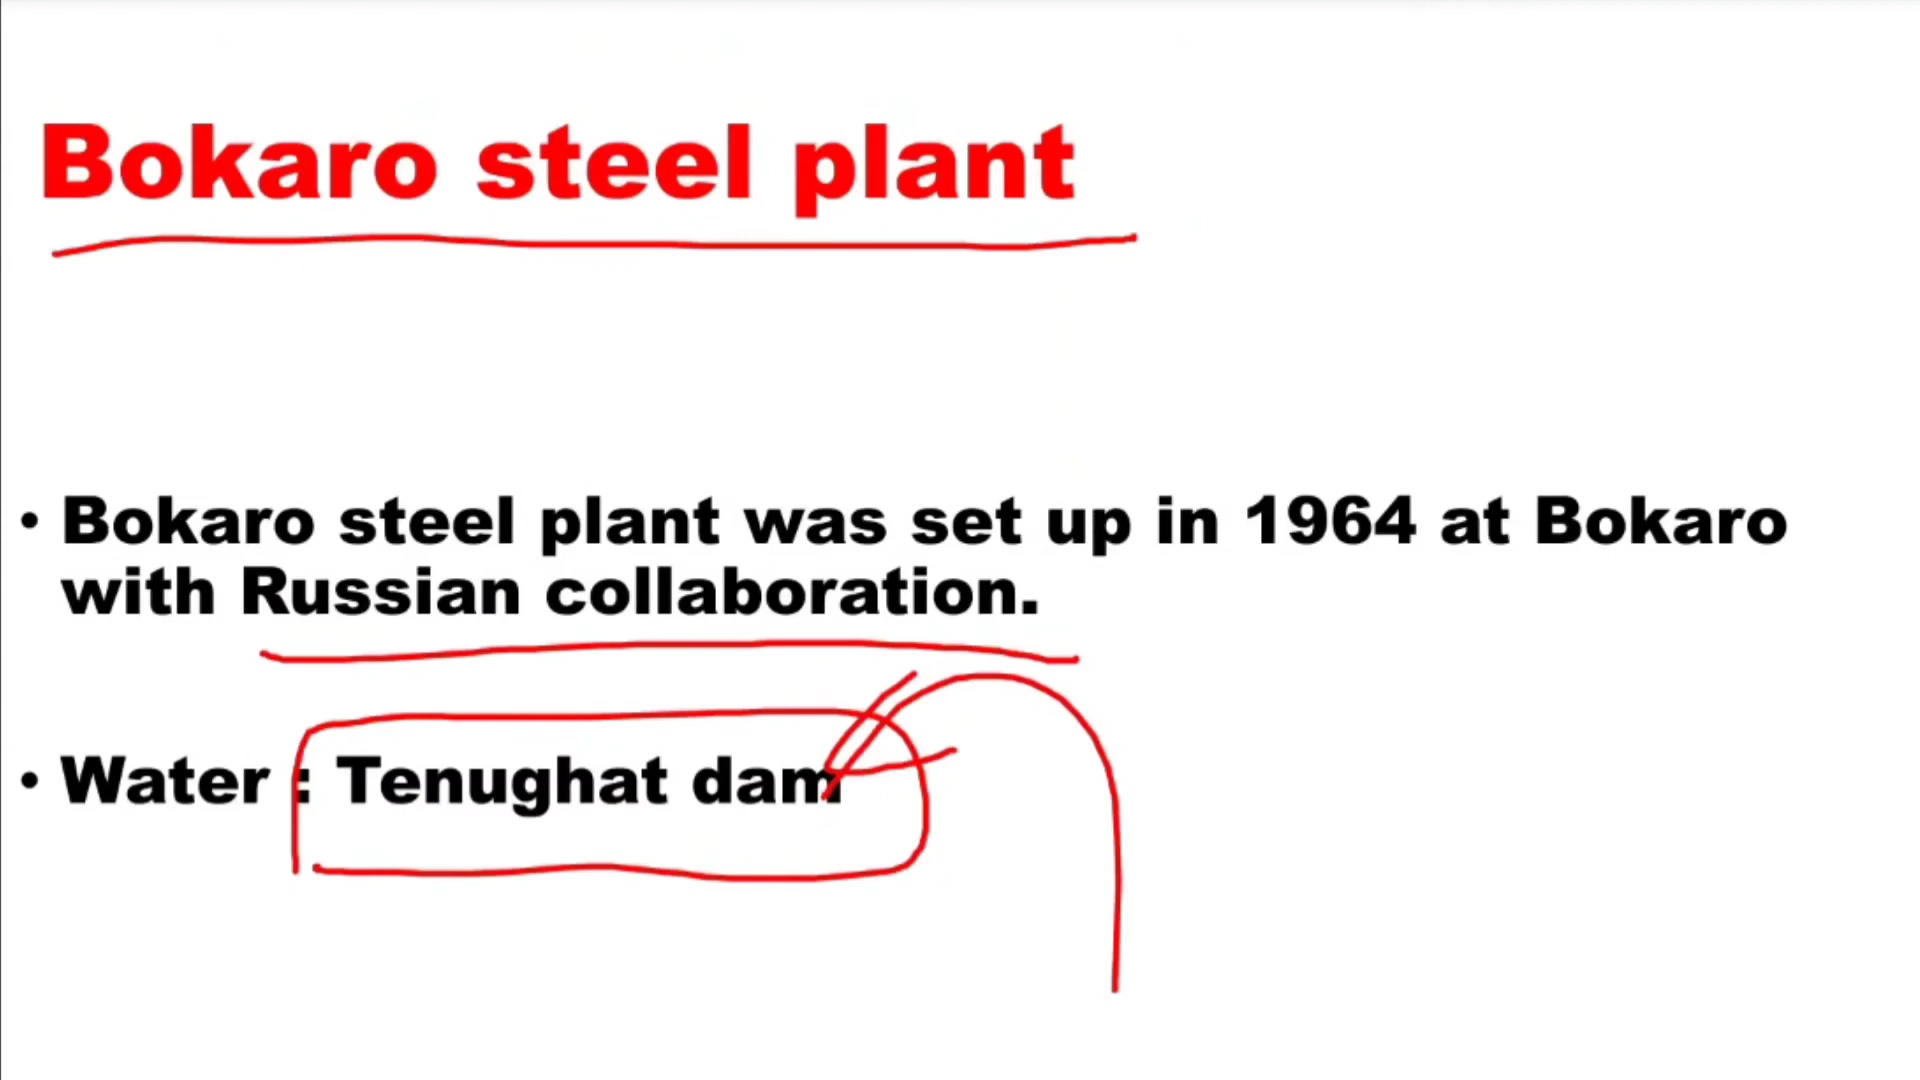 Bokaro steel plant
• Bokaro steel plant was set up in 1964 at Bokaro
with Russian collaboration.
• Water : Tenughat dam